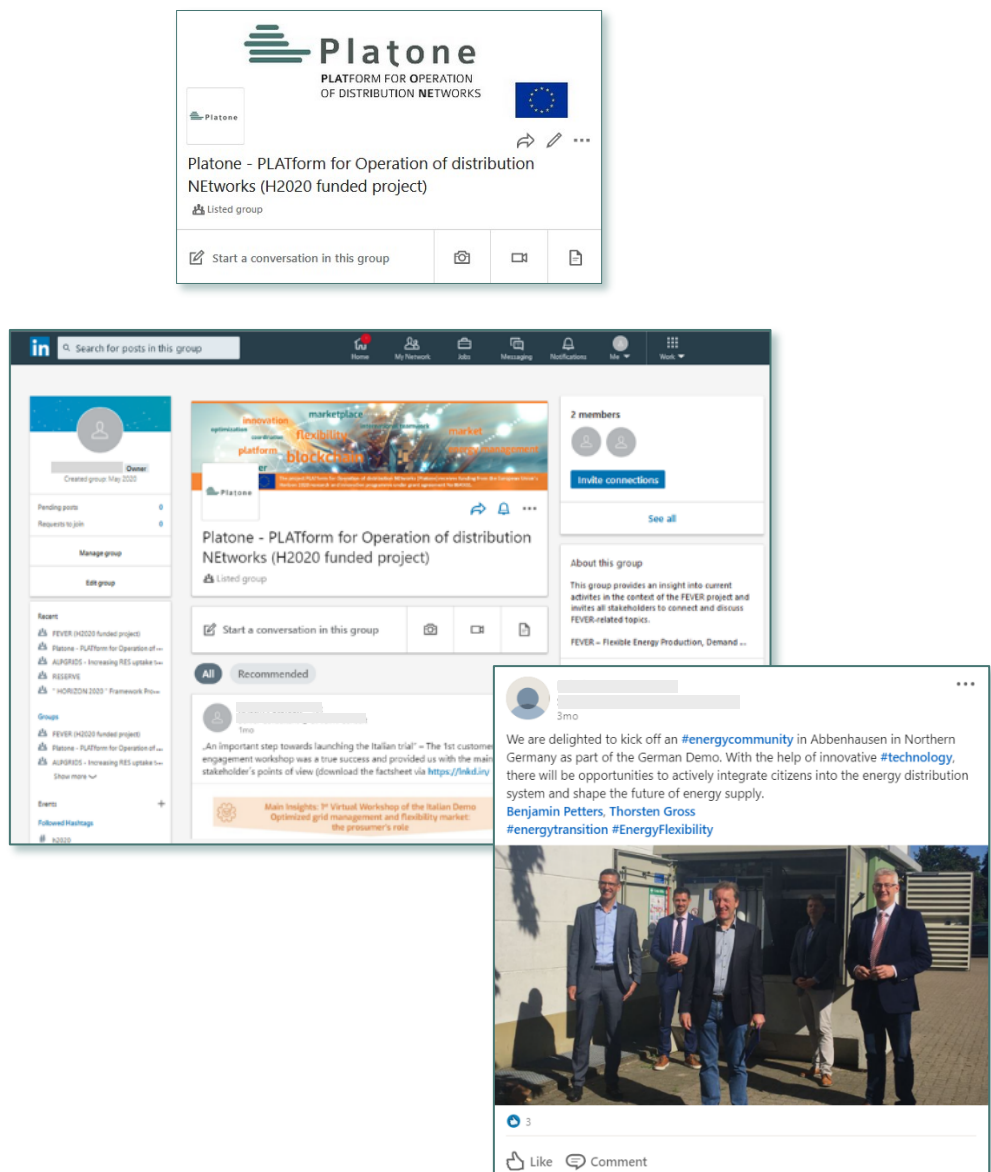 Platone
PLATFORM FOR OPERATION
OF DISTRIBUTION NETWORKS
Platone
Platone - PLATform for Operation of distribution
NEtworks (H2020 funded project)
Listed group
Start a conversation in this group
in
Search for posts in this group
Home
My Network
Jobs
Messaging
Notifications
Me
Work
Owner
Created group: May 2020
Pending posts 0
Requests to join 0
Manage group
Edit group
Recent
FEVER (H2020 funded project)
Platone - PLATform for Operation of ...
ALPGRIDS - Increasing RES uptake t...
RESERVE
" HORIZON 2020 " Framework Pro...
Groups
FEVER (H2020 funded project)
Platone - PLATform for Operation of ...
ALPGRIDS - Increasing RES uptake t...
Show more
Events +
Followed Hashtags
# h2020
marketplace
innovation
optimization
flexibility
market
platform
blockchain
energy management
Platone
Platone - PLATform for Operation of distribution
NEtworks (H2020 funded project)
Listed group
Start a conversation in this group
All
Recommended
1mo
„An important step towards launching the Italian trial" – The 1st customer
engagement workshop was a true success and provided us with the main
stakeholder's points of view (download the factsheet via https://lnkd.in/
Main Insights: 1st Virtual Workshop of the Italian Demo
Optimized grid management and flexibility market:
the prosumer's role
2 members
Invite connections
See all
About this group
This group provides an insight into current
activites in the context of the FEVER project and
invites all stakeholders to connect and discuss
FEVER-related topics.
FEVER – Flexible Energy Production, Demand ...
3mo
We are delighted to kick off an #energycommunity in Abbenhausen in Northern
Germany as part of the German Demo. With the help of innovative #technology,
there will be opportunities to actively integrate citizens into the energy distribution
system and shape the future of energy supply.
Benjamin Petters, Thorsten Gross
#energytransition #EnergyFlexibility
3
Like
Comment